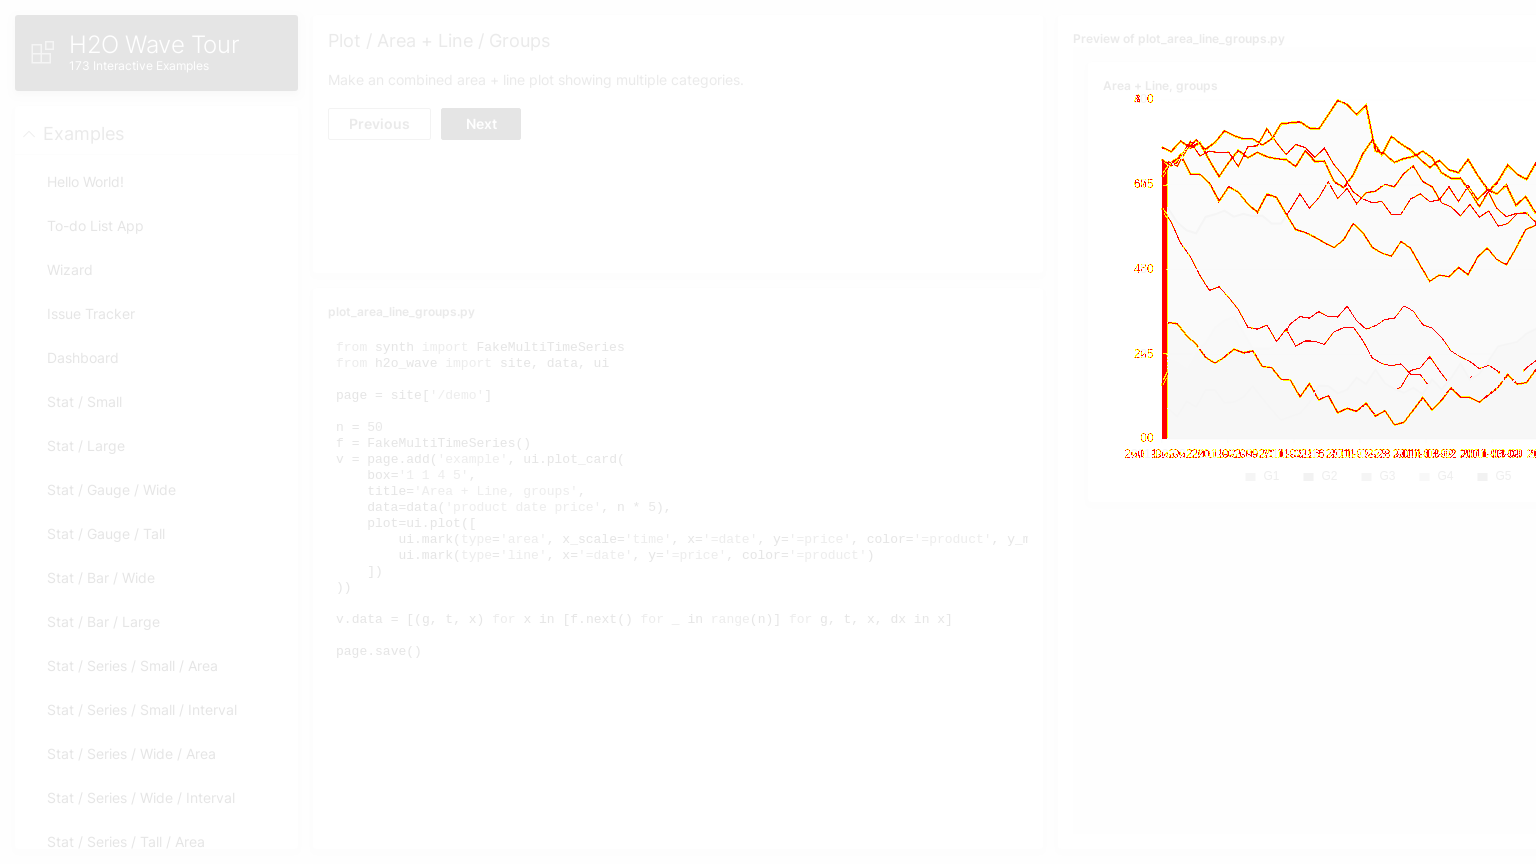 H2O Wave Tour
173 Interactive Examples
Examples
Hello World!
To-do List App
Wizard
Issue Tracker
Dashboard
Stat / Small
Stat / Large
Stat / Gauge / Wide
Stat / Gauge / Tall
Stat / Bar / Wide
Stat / Bar / Large
Stat / Series / Small / Area
Stat / Series / Small / Interval
Stat / Series / Wide / Area
Stat / Series / Wide / Interval
Stat / Series / Tall / Area
Plot / Area + Line / Groups
Make an combined area + line plot showing multiple categories.
Previous Next
plot_area_line_groups.py
from synth import FakeMultiTimeSeries
from h2o_wave import site, data, ui
page = site['/demo']
n = 50
f = FakeMultiTimeSeries()
v = page.add('example', ui.plot_card(
box='1 1 4 5',
title='Area + Line, groups',
data=data('product date price', n * 5),
plot=ui.plot([
ui.mark(type='area', x_scale='time', x='=date', y='=price', color='=product', y_m
ui.mark(type='line', x='=date', y='=price', color='=product')
])
))
v.data = [(g, t, x) for x in [f.next() for _ in range(n)] for g, t, x, dx in x]
page.save()
Preview of plot_area_line_groups.py
Area + Line, groups
G1 G2 G3 G4 G5